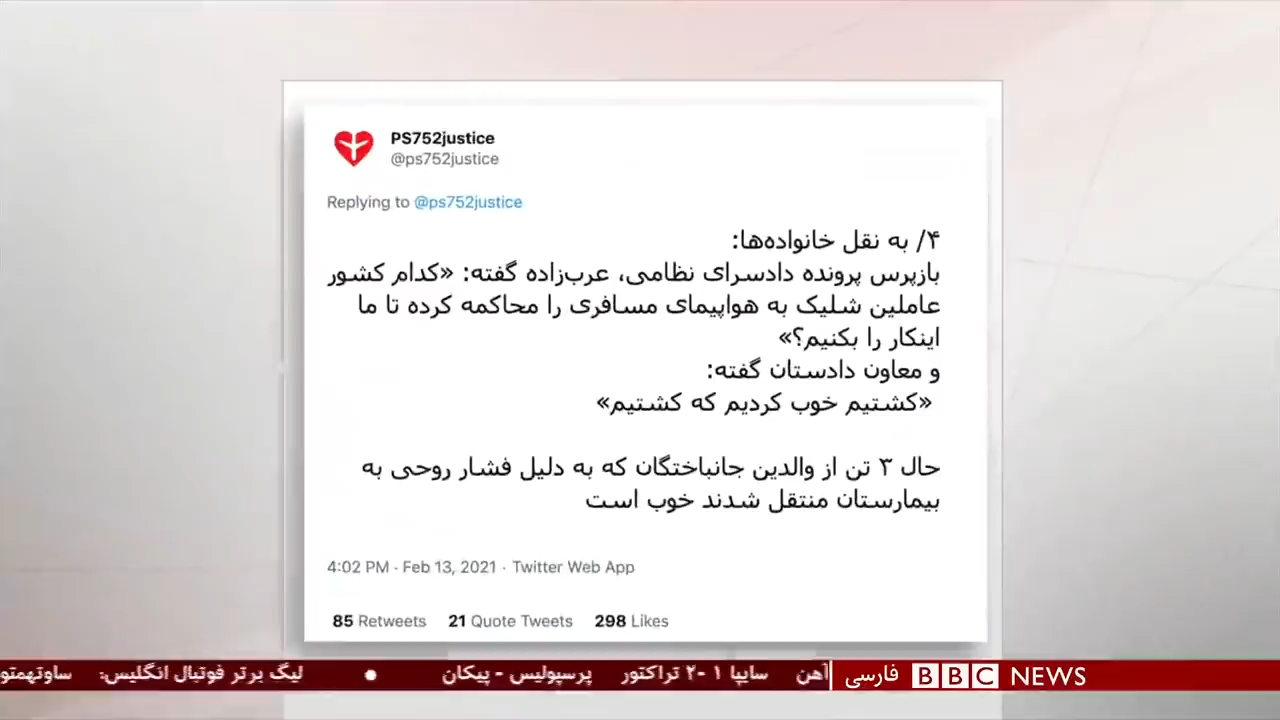 PS752justice
@ps752justice
Replying to @ps752justice
۴/ به نقل خانواده‌ها:
بازپرس پرونده دادسرای نظامی، عرب‌زاده گفته: «کدام کشور
عاملین شلیک به هواپیمای مسافری را محاکمه کرده تا ما
اینکار را بکنیم؟»
و معاون دادستان گفته:
«کشتیم خوب کردیم که کشتیم»
حال ۳ تن از والدین جانباختگان که به دلیل فشار روحی به
بیمارستان منتقل شدند خوب است
4:02 PM · Feb 13, 2021 · Twitter Web App
85 Retweets 21 Quote Tweets 298 Likes
آهن سایپا ۱ -۲ تراکتور پرسپولیس - پیکان • لیگ برتر فوتبال انگلیس: ساوتهمتو
BBC NEWS فارسی